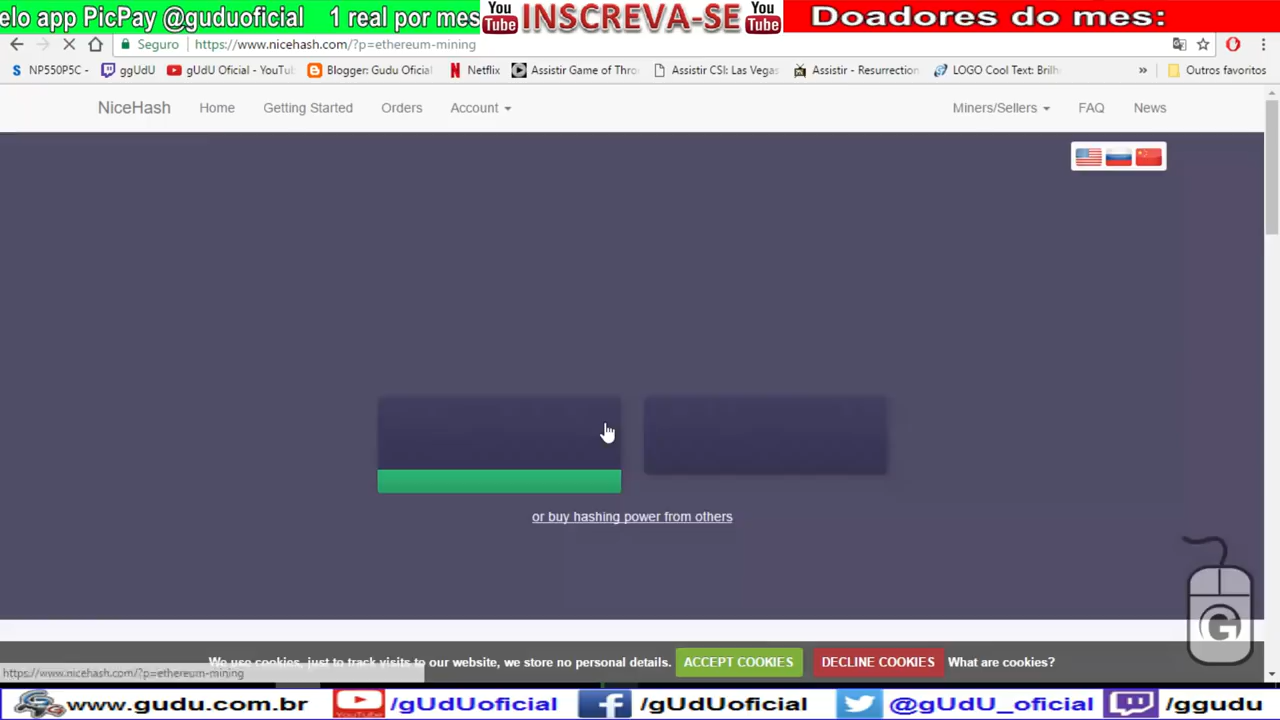 elo app PicPay @guduoficial 1 real por mes
You Tube INSCREVA-SE You Tube
Doadores do mes:
Seguro https://www.nicehash.com/?p=ethereum-mining
NP550P5C - ggUdU gUdU Oficial - YouTu Blogger: Gudu Oficial Netflix Assistir Game of Thro Assistir CSI: Las Vegas Assistir - Resurrection LOGO Cool Text: Brilh » Outros favoritos
NiceHash Home Getting Started Orders Account Miners/Sellers FAQ News
or buy hashing power from others
We use cookies, just to track visits to our website, we store no personal details. ACCEPT COOKIES DECLINE COOKIES What are cookies?
https://www.nicehash.com/?p=ethereum-mining
www.gudu.com.br YouTube /gUdUoficial /gUdUoficial @gUdU_oficial /ggudu